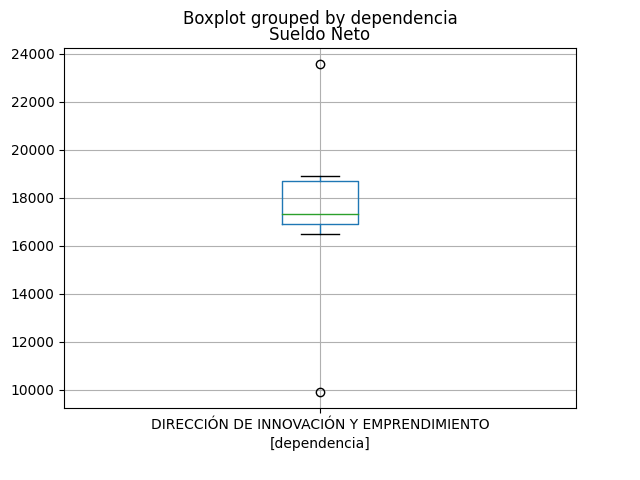 Boxplot grouped by dependencia
Sueldo Neto
24000
22000
20000
18000
16000
14000
12000
10000
DIRECCIÓN DE INNOVACIÓN Y EMPRENDIMIENTO
[dependencia]